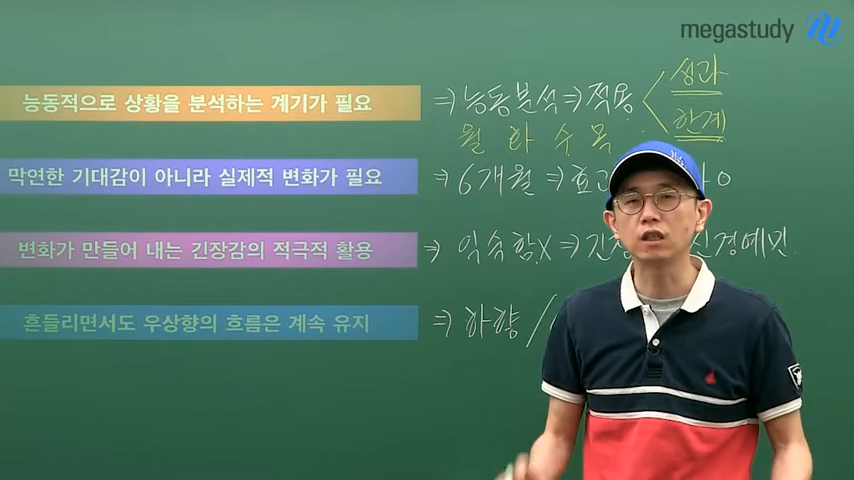 megastudy
능동적으로 상황을 분석하는 계기가 필요
⇒ 능동분석 ⇒ 적용 < 성과
한계
월 화 수 목
막연한 기대감이 아니라 실제적 변화가 필요
⇒ 6개월 ⇒ 효
변화가 만들어 내는 긴장감의 적극적 활용
⇒ 익숙함X ⇒ 긴장 신경예민
흔들리면서도 우상향의 흐름은 계속 유지
⇒ 하향 /